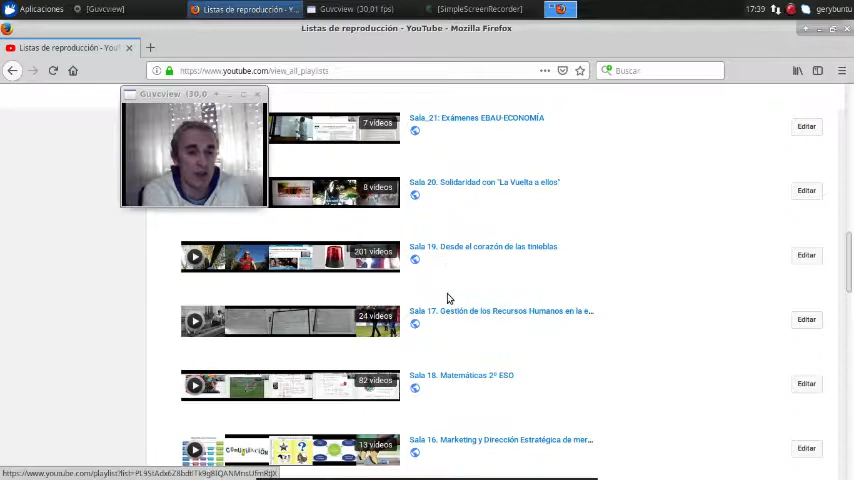 Aplicaciones [Guvcview] Listas de reproducción - Y... Guvcview (30,01 fps) [SimpleScreenRecorder] 17:39 gerybuntu
Listas de reproducción - YouTube - Mozilla Firefox
Listas de reproducción - YouT
https://www.youtube.com/view_all_playlists Buscar
Guvcview (30,0
7 vídeos Sala_21: Exámenes EBAU-ECONOMÍA Editar
8 vídeos Sala 20. Solidaridad con "La Vuelta a ellos" Editar
201 vídeos Sala 19. Desde el corazón de las tinieblas Editar
24 vídeos Sala 17. Gestión de los Recursos Humanos en la e... Editar
82 vídeos Sala 18. Matemáticas 2º ESO Editar
13 vídeos Sala 16. Marketing y Dirección Estratégica de mer... Editar